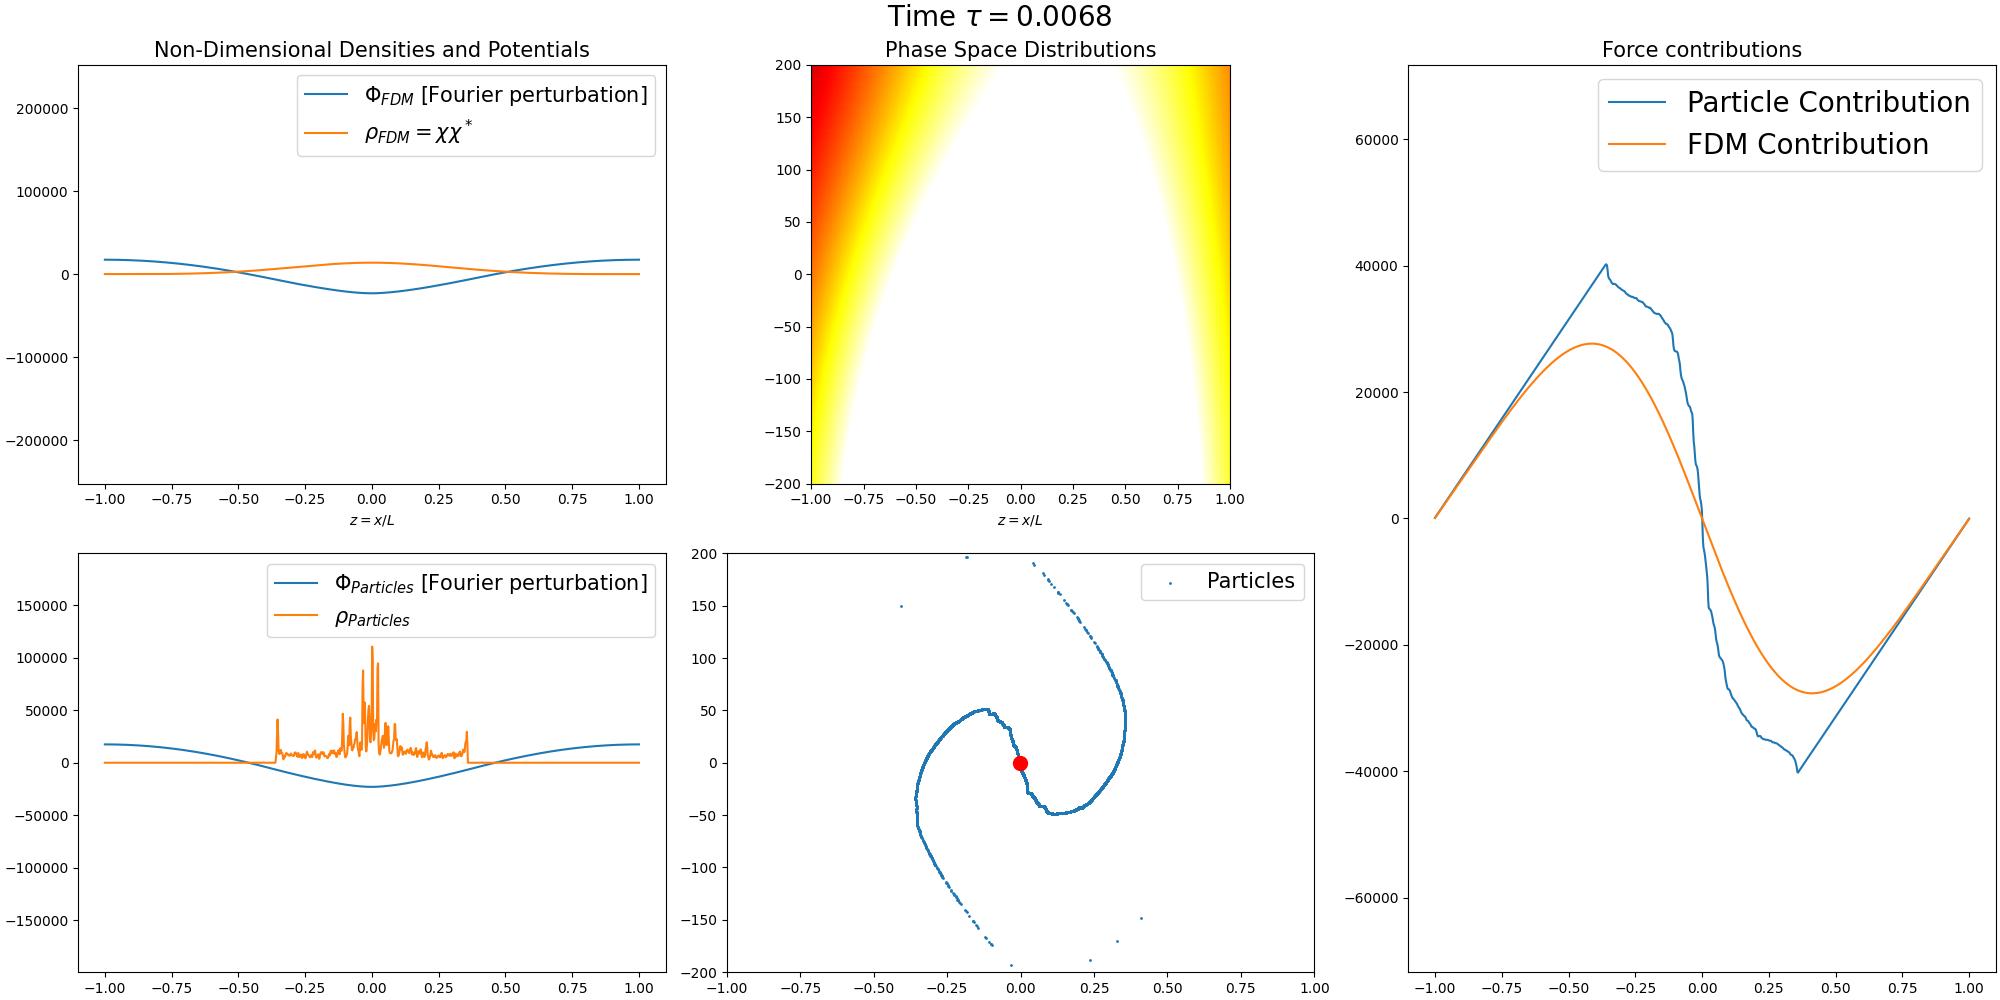 Time τ = 0.0068
Non-Dimensional Densities and Potentials
Φ_FDM [Fourier perturbation]
ρ_FDM = χχ*
200000
100000
0
−100000
−200000
−1.00 −0.75 −0.50 −0.25 0.00 0.25 0.50 0.75 1.00
z = x/L
Phase Space Distributions
200
150
100
50
0
−50
−100
−150
−200
−1.00 −0.75 −0.50 −0.25 0.00 0.25 0.50 0.75 1.00
z = x/L
Force contributions
Particle Contribution
FDM Contribution
60000
40000
20000
0
−20000
−40000
−60000
−1.00 −0.75 −0.50 −0.25 0.00 0.25 0.50 0.75 1.00
Φ_Particles [Fourier perturbation]
ρ_Particles
150000
100000
50000
0
−50000
−100000
−150000
−1.00 −0.75 −0.50 −0.25 0.00 0.25 0.50 0.75 1.00
Particles
200
150
100
50
0
−50
−100
−150
−200
−1.00 −0.75 −0.50 −0.25 0.00 0.25 0.50 0.75 1.00